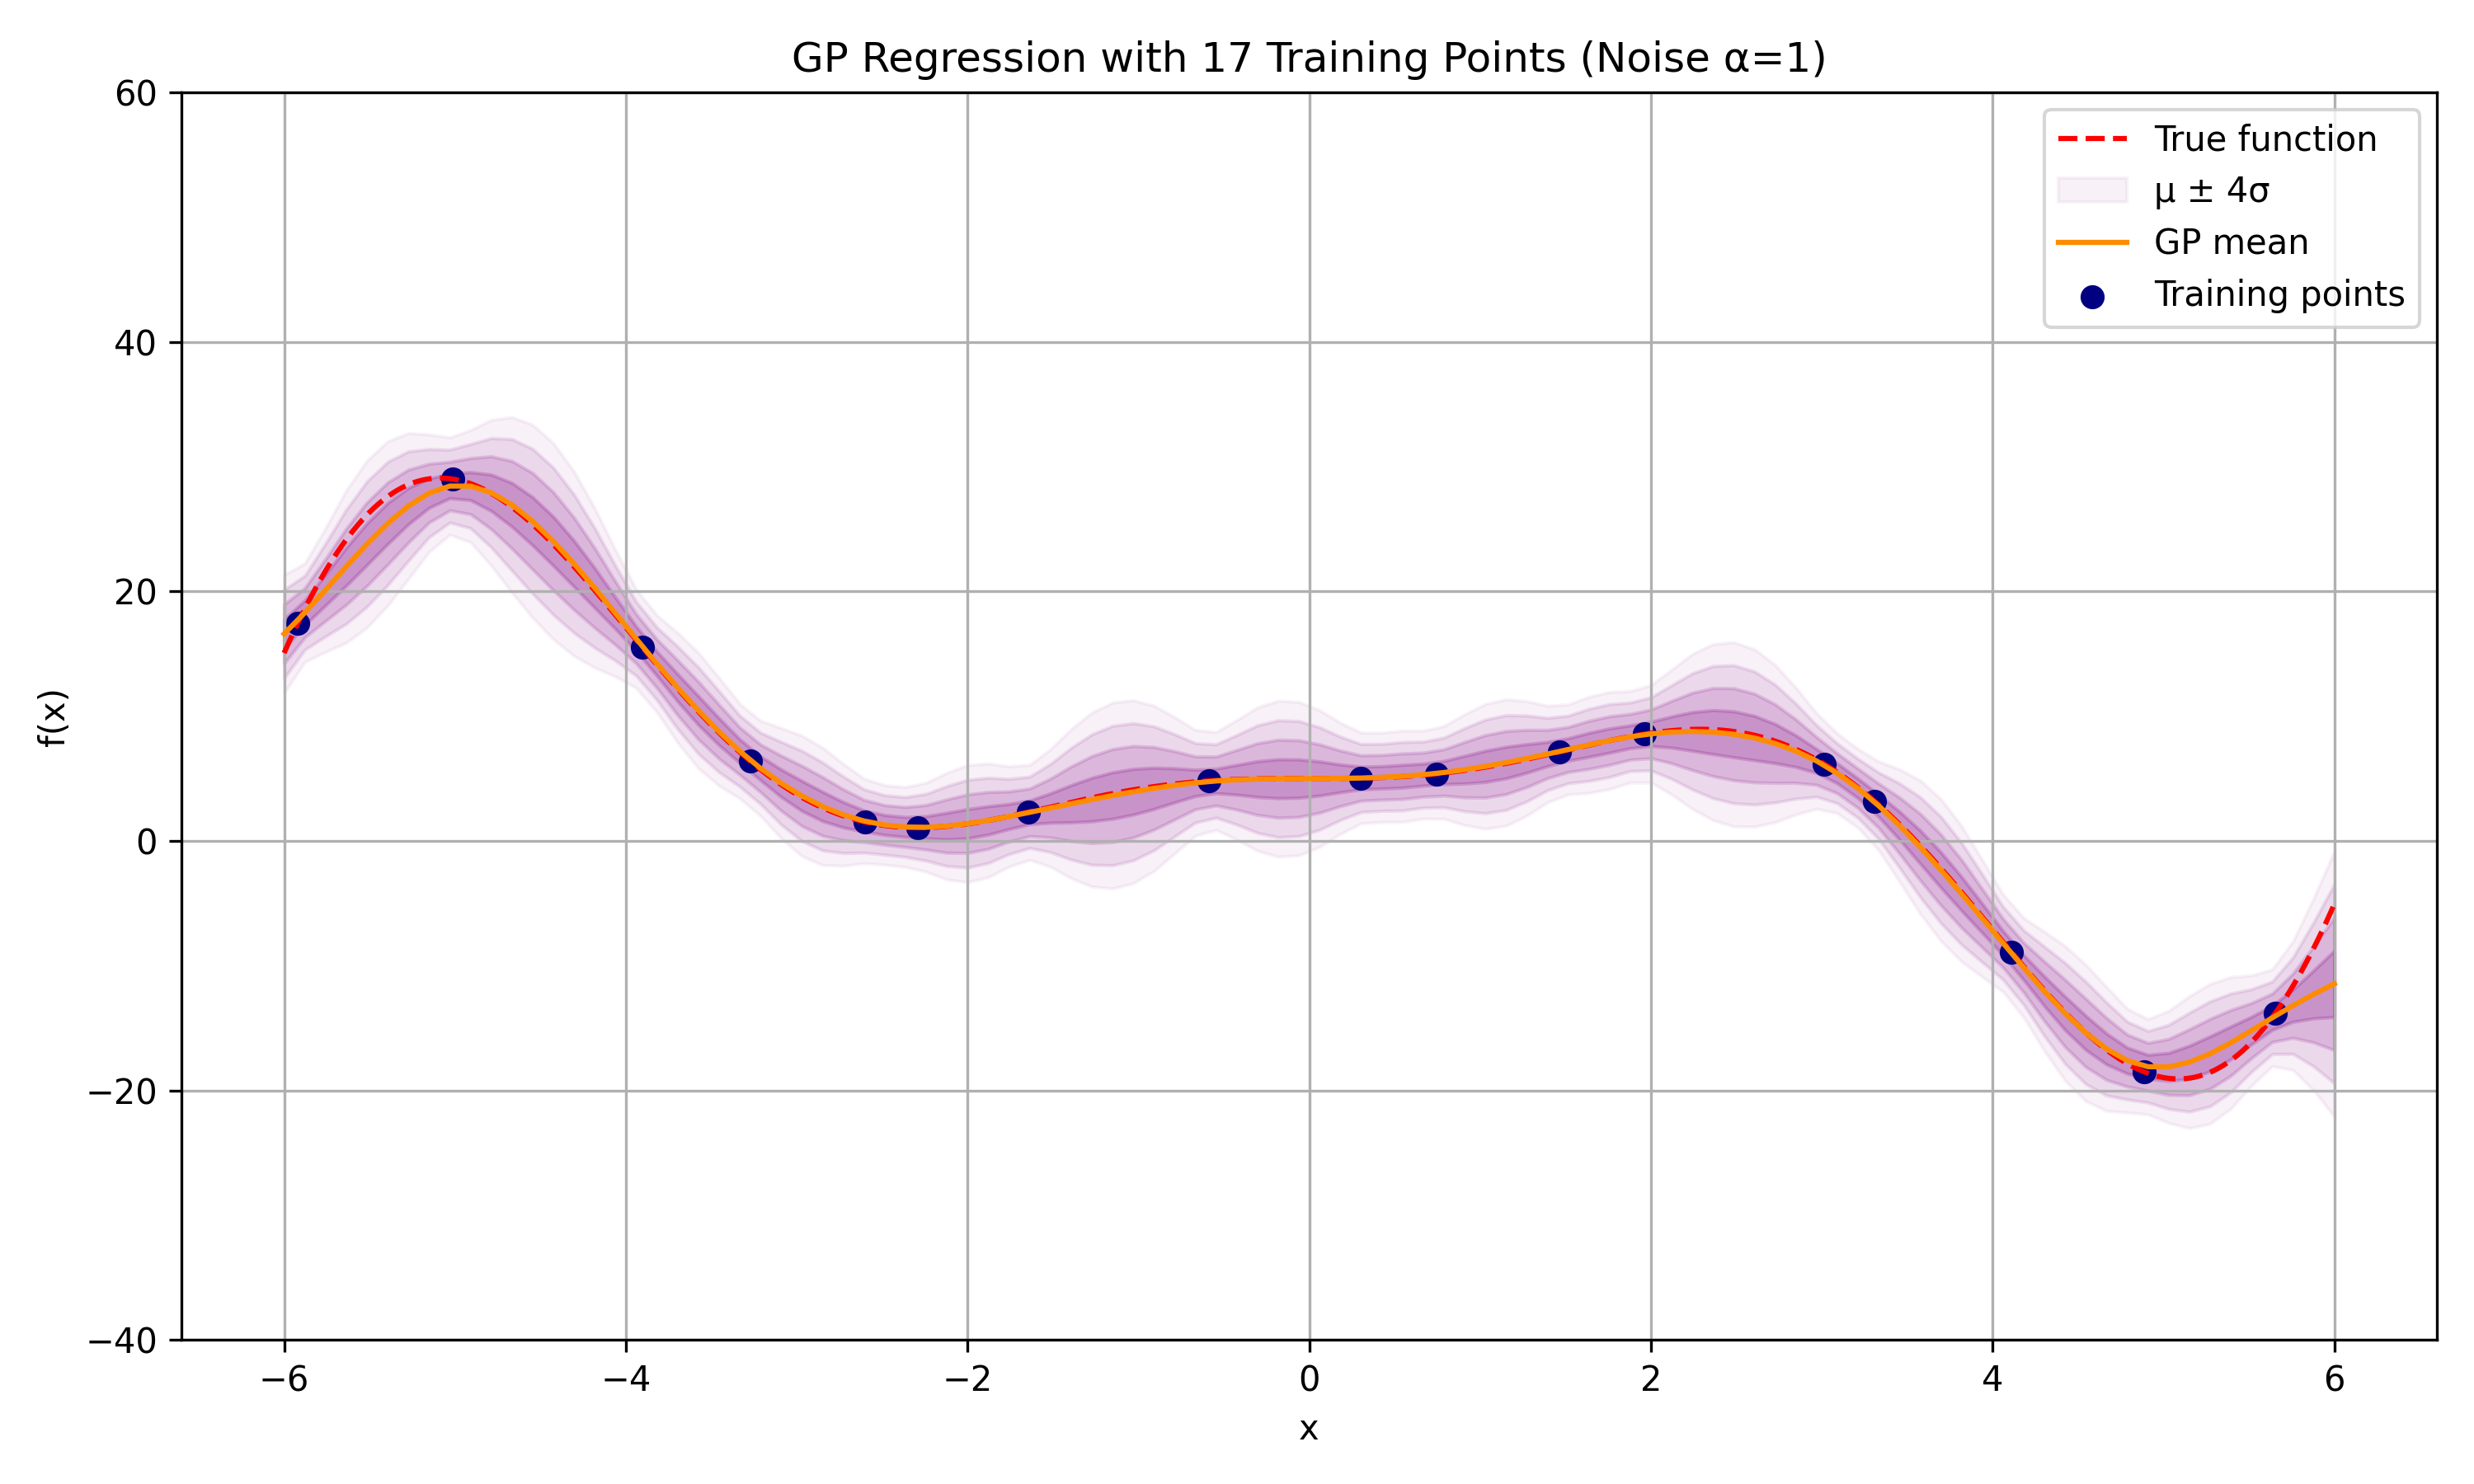 GP Regression with 17 Training Points (Noise α=1)
60
40
20
0
−20
−40
f(x)
True function
μ ± 4σ
GP mean
Training points
−6
−4
−2
0
2
4
6
x